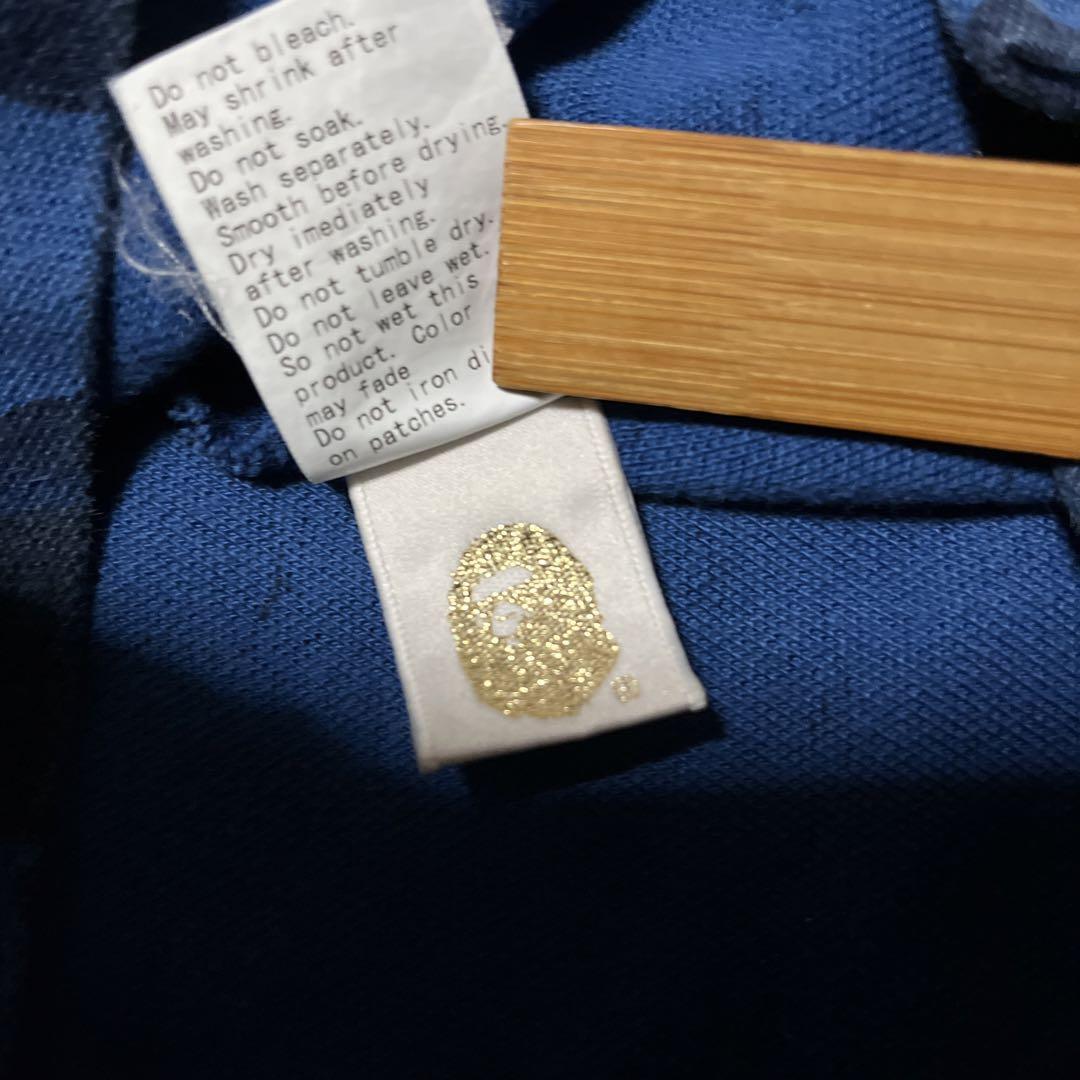 Do not bleach.
May shrink after
washing.
Do not soak.
Wash separately.
Smooth before drying.
Dry imediately
after washing.
Do not tumble dry.
Do not leave wet.
So not wet this
product. Color
may fade
Do not iron di
on patches.